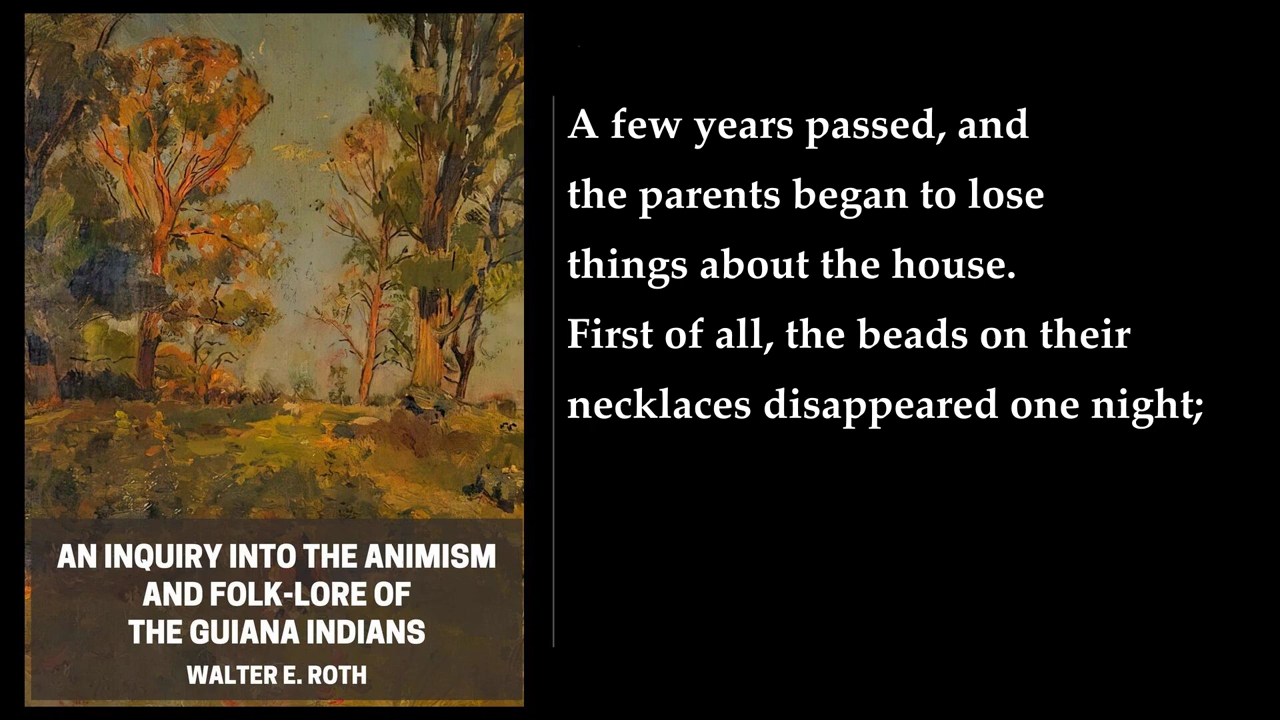 A few years passed, and
the parents began to lose
things about the house.
First of all, the beads on their
necklaces disappeared one night;
AN INQUIRY INTO THE ANIMISM
AND FOLK-LORE OF
THE GUIANA INDIANS
WALTER E. ROTH